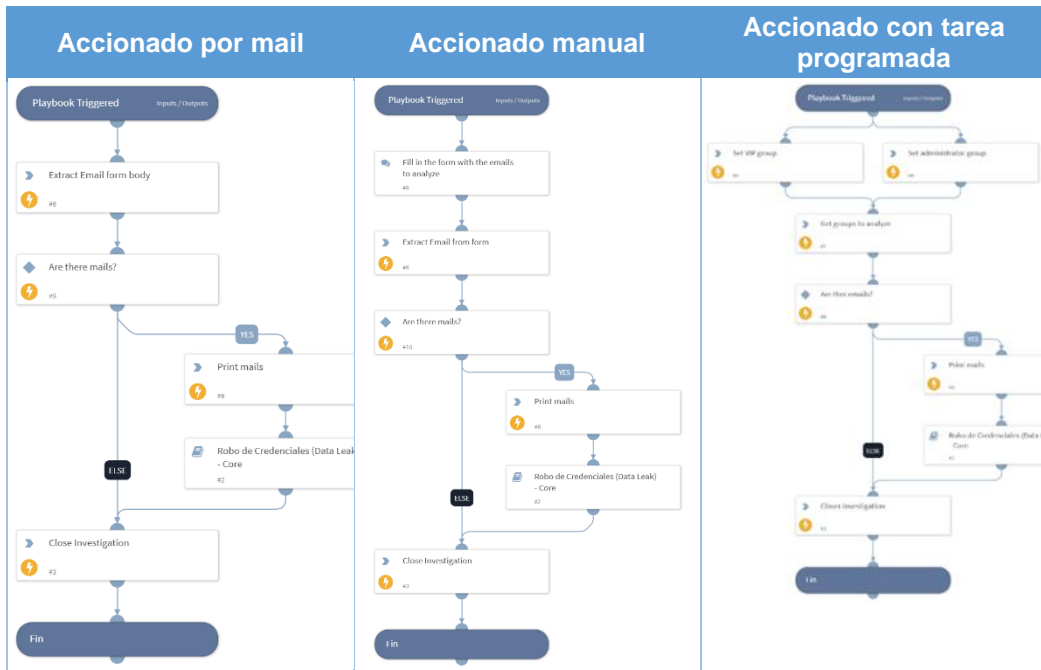 Accionado por mail
Playbook Triggered
Inputs / Outputs
Extract Email form body
#6
Are there mails?
#9
YES
Print mails
#8
Robo de Credenciales (Data Leak
- Core
#2
ELSE
Close Investigation
#3
Fin
Accionado manual
Playbook Triggered
Inputs / Outputs
Fill in the form with the emails
to analyze
#9
Extract Email from form
#6
Are there mails?
#10
YES
Print mails
#8
Robo de Credenciales (Data Leak)
- Core
#2
ELSE
Close Investigation
#3
Fin
Accionado con tarea
programada
Playbook Triggered
Inputs / Outputs
Set VIP group
Set administrator group
Get groups to analyze
Are ther emails?
YES
Print mails
Robo de Credenciales (Data
- Core
ELSE
Closer Investigation
Fin